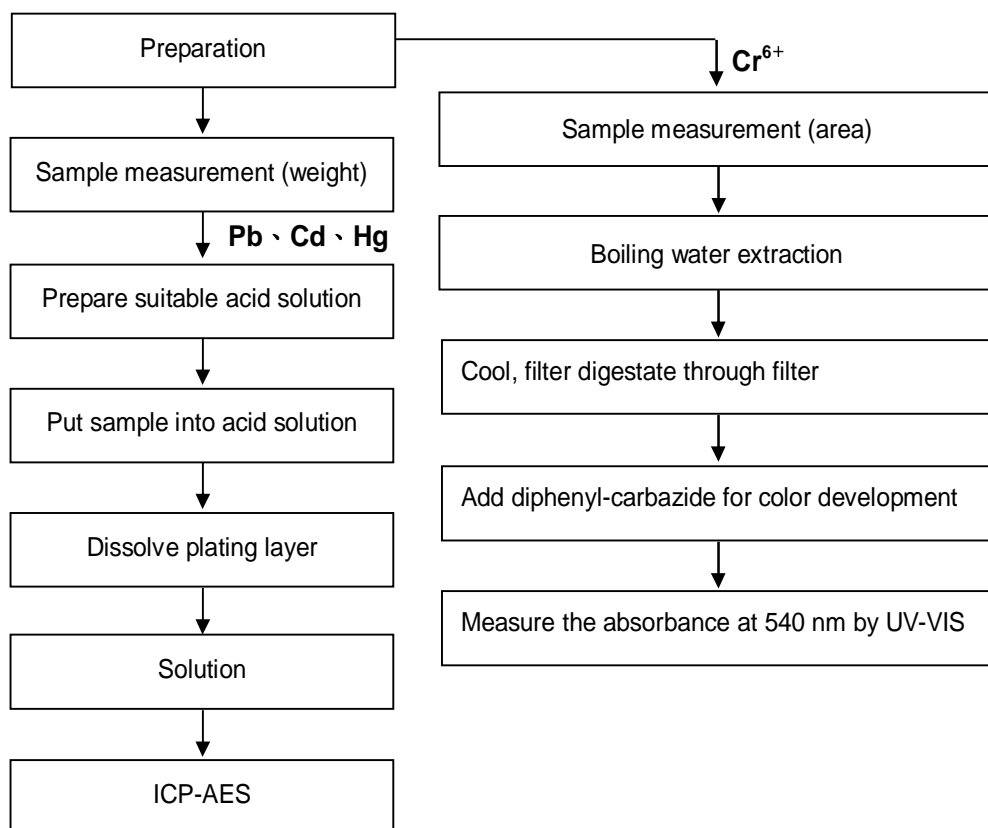 Preparation
Sample measurement (weight)
Pb、Cd、Hg
Prepare suitable acid solution
Put sample into acid solution
Dissolve plating layer
Solution
ICP-AES
Cr⁶⁺
Sample measurement (area)
Boiling water extraction
Cool, filter digestate through filter
Add diphenyl-carbazide for color development
Measure the absorbance at 540 nm by UV-VIS